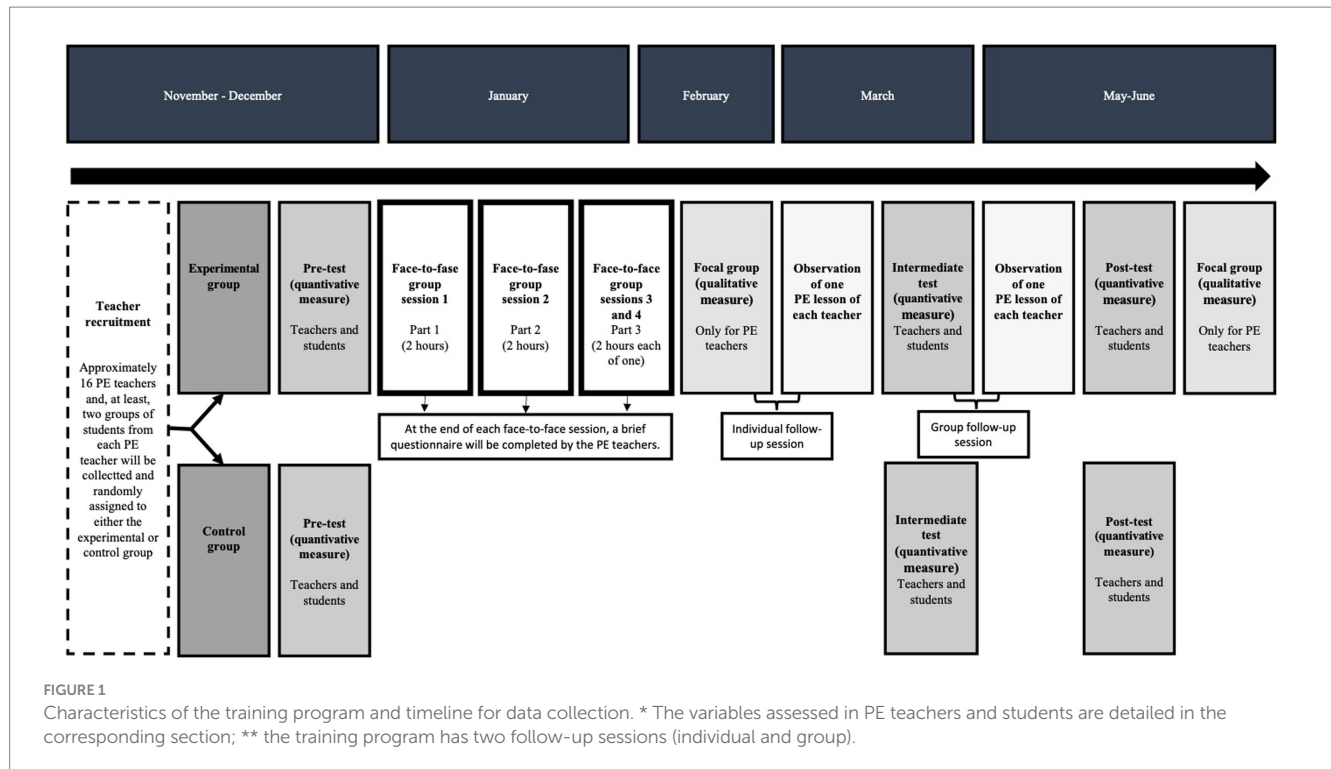 November - December
January
February
March
May-June
Teacher
recruitment
Approximately
16 PE teachers
and, at least,
two groups of
students from
each PE
teacher will be
collectted and
randomly
assigned to
either the
experimental or
control group
Experimental
group
Pre-test
(quantitative
measure)
Teachers and
students
Face-to-fase
group
session 1
Part 1
(2 hours)
Face-to-fase
group
session 2
Part 2
(2 hours)
Face-to-face
group
sessions 3
and 4
Part 3
(2 hours each
of one)
Focal group
(qualitative
measure)
Only for PE
teachers
Observation
of one
PE lesson of
each teacher
Intermediate
test
(quantivative
measure)
Teachers and
students
Observation
of one
PE lesson of
each teacher
Post-test
(quantitative
measure)
Teachers and
students
Focal group
(qualitative
measure)
Only for PE
teachers
At the end of each face-to-face session, a brief
questionnaire will be completed by the PE teachers.
Individual follow-
up session
Group follow-up
session
Control
group
Pre-test
(quantivative
measure)
Teachers and
students
Intermediate
test
(quantivative
measure)
Teachers and
students
Post-test
(quantivative
measure)
Teachers and
students
FIGURE 1
Characteristics of the training program and timeline for data collection. * The variables assessed in PE teachers and students are detailed in the
corresponding section; ** the training program has two follow-up sessions (individual and group).